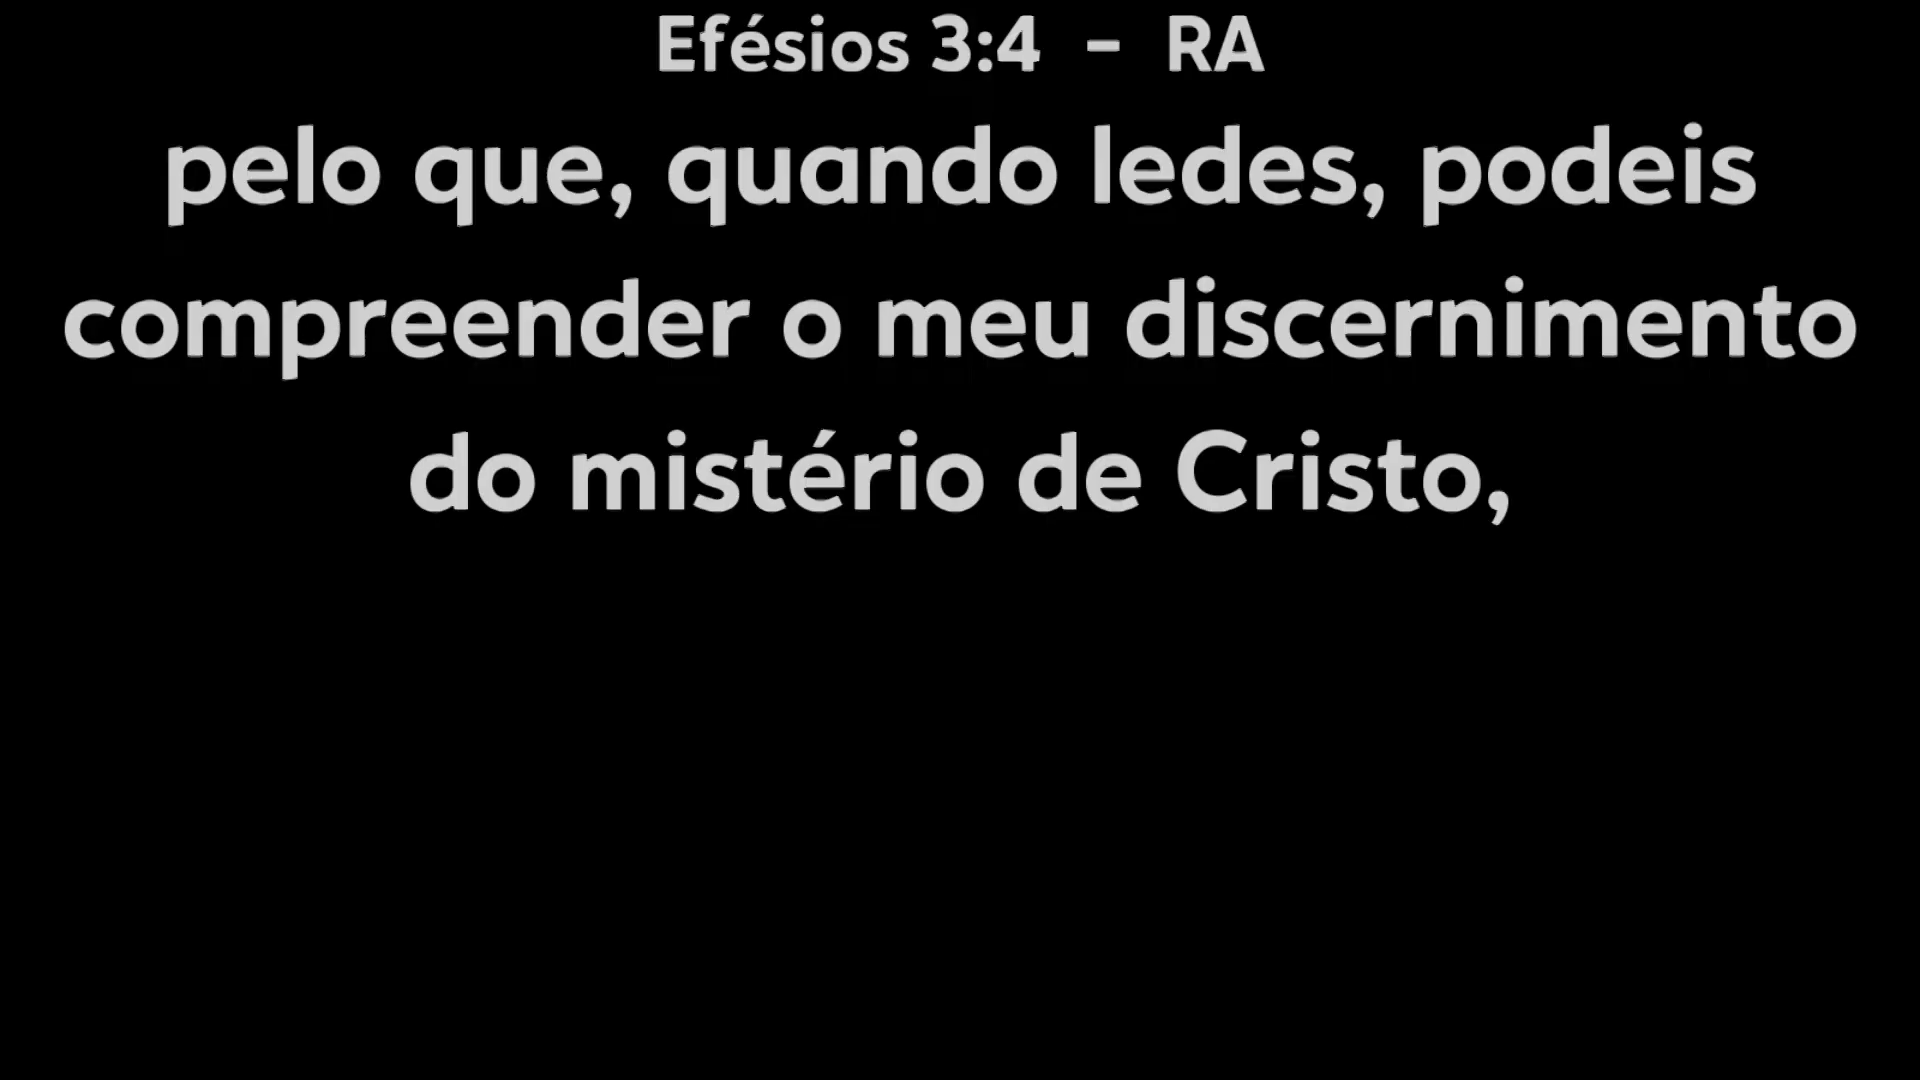 Efésios 3:4 - RA
pelo que, quando ledes, podeis
compreender o meu discernimento
do mistério de Cristo,